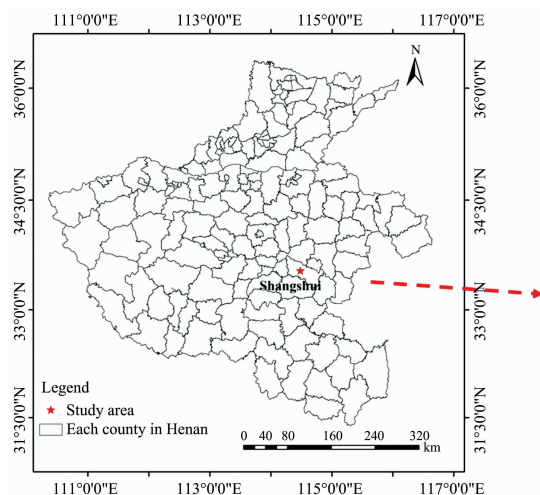 111°0'0"E 113°0'0"E 115°0'0"E 117°0'0"E
N
36°0'0"N 36°0'0"N
34°30'0"N 34°30'0"N
Shangshui
33°0'0"N 33°0'0"N
Legend
Study area
Each county in Henan
31°30'0"N 31°30'0"N
0 40 80 160 240 320
km
111°0'0"E 113°0'0"E 115°0'0"E 117°0'0"E